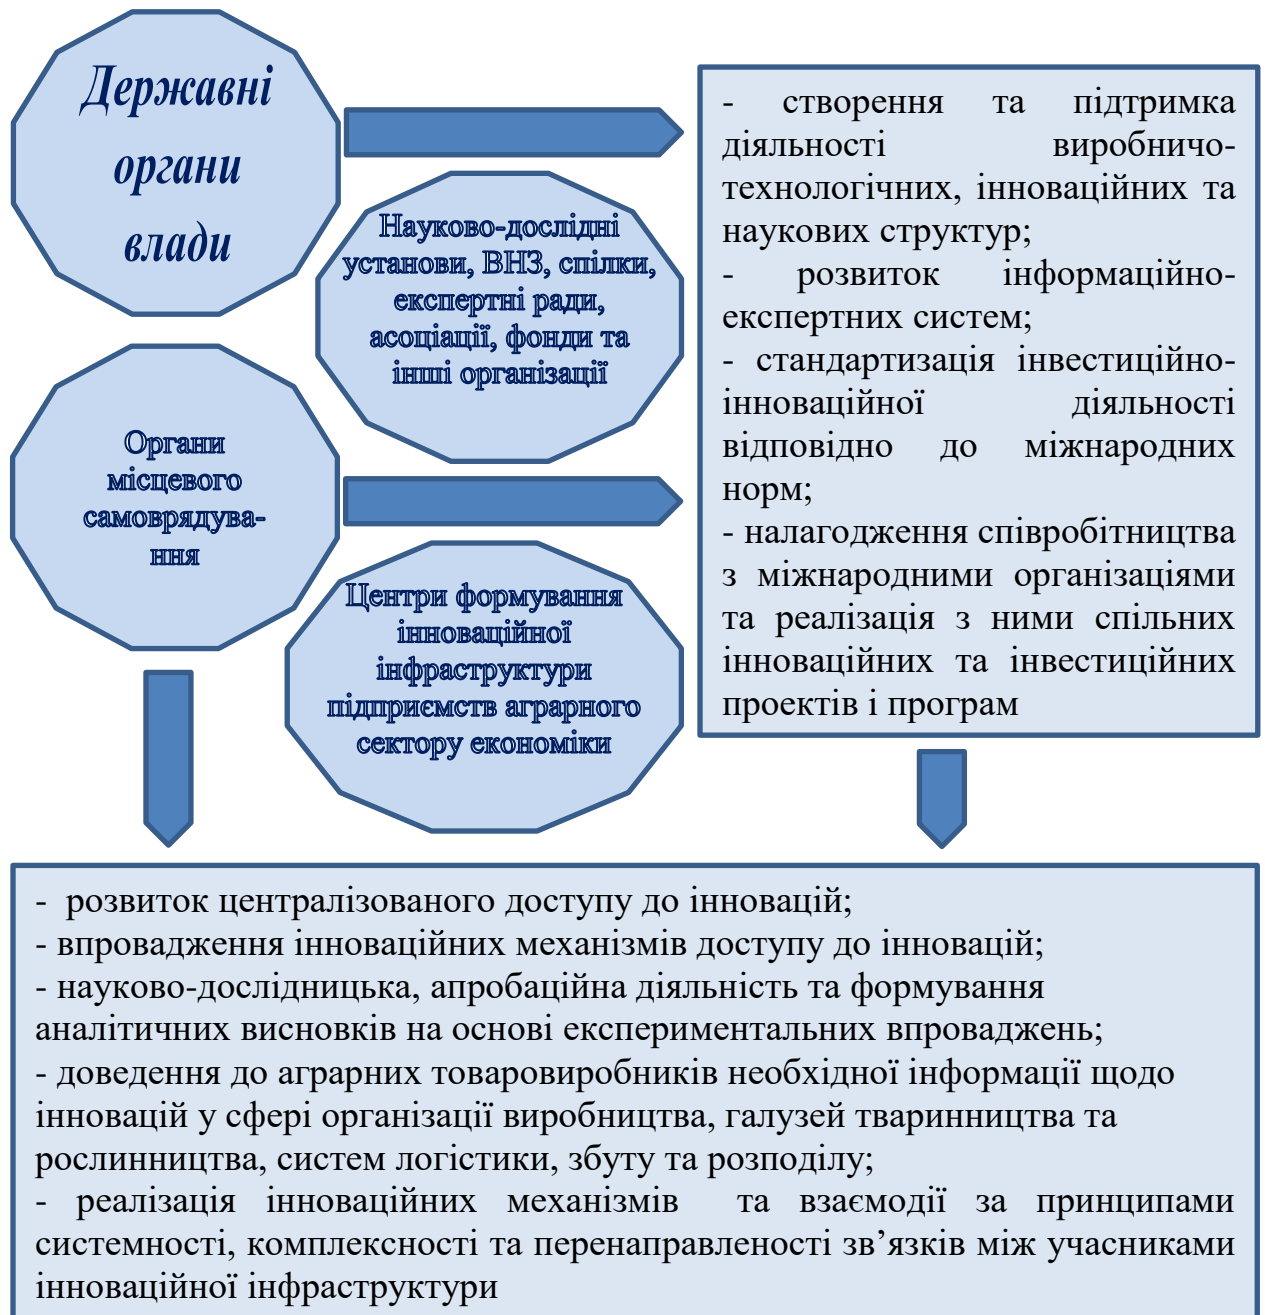 Державні
органи
влади
Науково-дослідні
установи, ВНЗ, спілки,
експертні ради,
асоціації, фонди та
інші організації
Органи
місцевого
самоврядува-
ння
Центри формування
інноваційної
інфраструктури
підприємств аграрного
сектору економіки
- створення та підтримка
діяльності виробничо-
технологічних, інноваційних та
наукових структур;
- розвиток інформаційно-
експертних систем;
- стандартизація інвестиційно-
інноваційної діяльності
відповідно до міжнародних
норм;
- налагодження співробітництва
з міжнародними організаціями
та реалізація з ними спільних
інноваційних та інвестиційних
проектів і програм
- розвиток централізованого доступу до інновацій;
- впровадження інноваційних механізмів доступу до інновацій;
- науково-дослідницька, апробаційна діяльність та формування
аналітичних висновків на основі експериментальних впроваджень;
- доведення до аграрних товаровиробників необхідної інформації щодо
інновацій у сфері організації виробництва, галузей тваринництва та
рослинництва, систем логістики, збуту та розподілу;
- реалізація інноваційних механізмів та взаємодії за принципами
системності, комплексності та перенаправленості зв’язків між учасниками
інноваційної інфраструктури